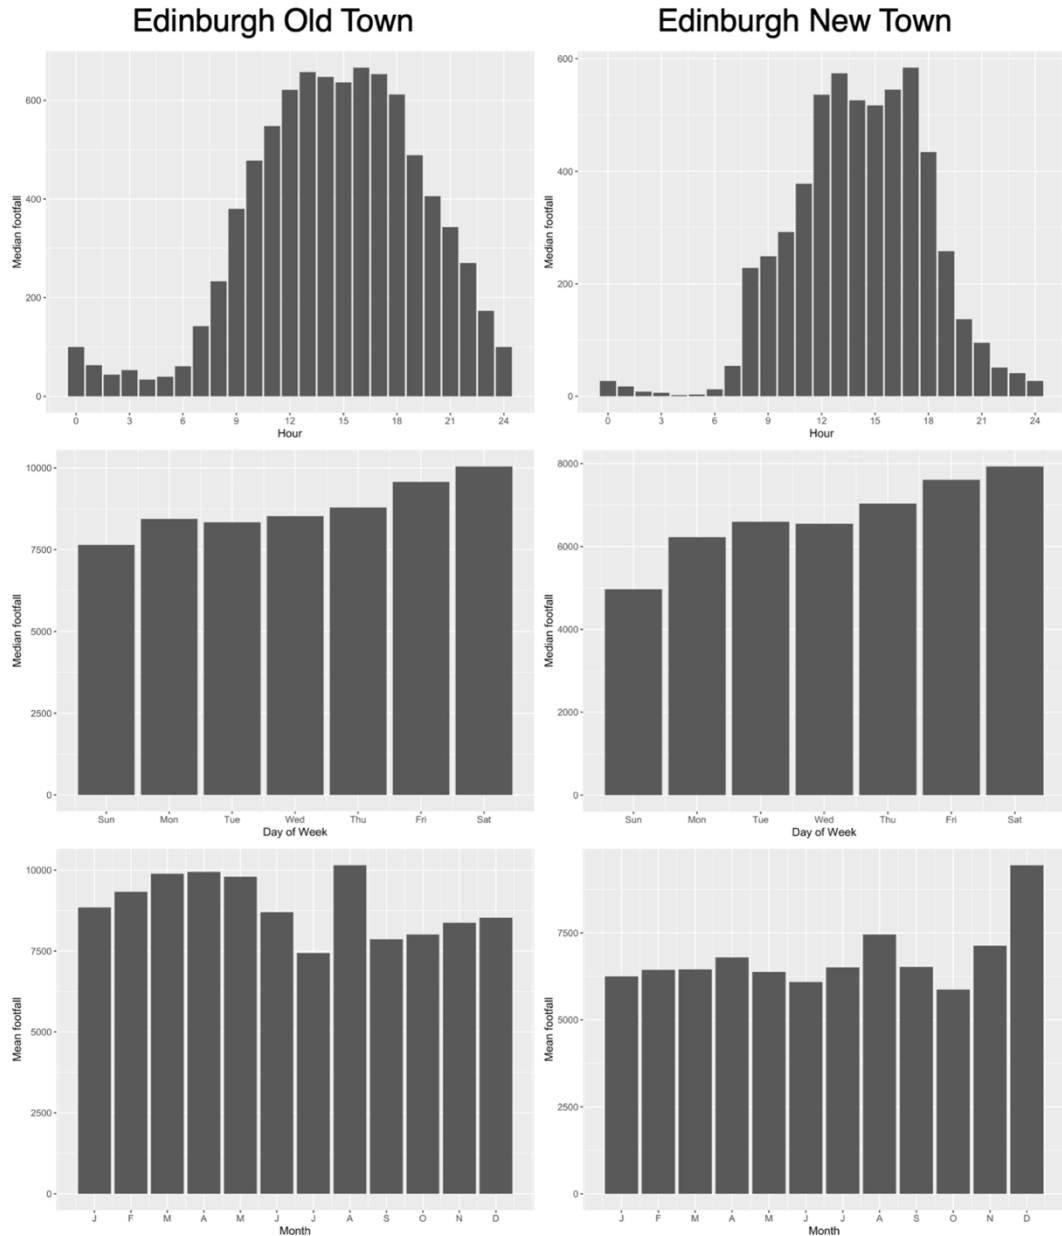 Edinburgh Old Town
Edinburgh New Town
Median footfall
600
400
200
0
0 3 6 9 12 15 18 21 24
Hour
Median footfall
600
400
200
0
0 3 6 9 12 15 18 21 24
Hour
Median footfall
10000
7500
5000
2500
0
Sun Mon Tue Wed Thu Fri Sat
Day of Week
Median footfall
8000
6000
4000
2000
0
Sun Mon Tue Wed Thu Fri Sat
Day of Week
Mean footfall
10000
7500
5000
2500
0
J F M A M J J A S O N D
Month
Mean footfall
7500
5000
2500
0
J F M A M J J A S O N D
Month